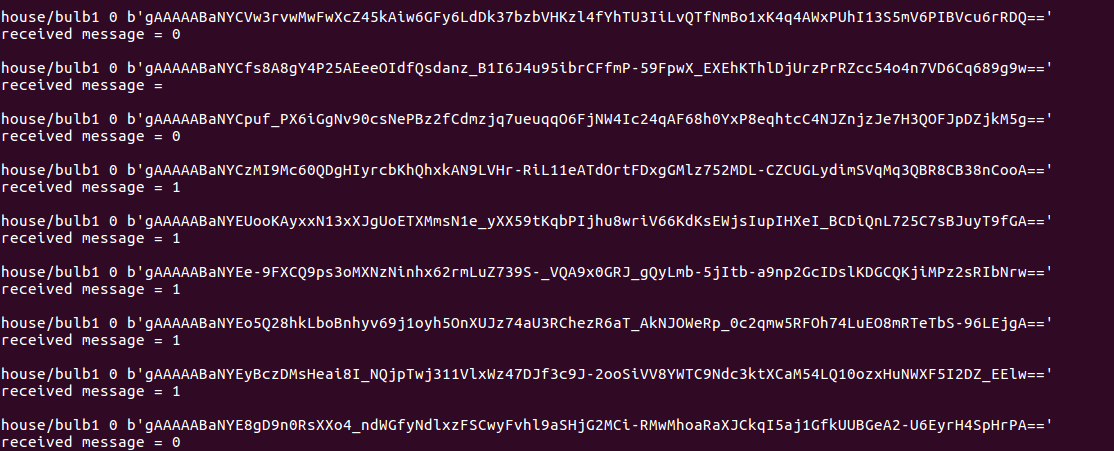 house/bulb1 0 b'gAAAAABaNYCVw3rvwMwFwXcZ45kAiw6GFy6LdDk37bzbVHKzl4fYhTU3IiLvQTfNmBo1xK4q4AWxPUhI13S5mV6PIBVcu6rRDQ=='
received message = 0
house/bulb1 0 b'gAAAAABaNYCfs8A8gY4P25AEeeOIdfQsdanz_B1I6J4u95ibrCFfmP-59FpwX_EXEhKThlDjUrzPrRZcc54o4n7VD6Cq689g9w=='
received message =
house/bulb1 0 b'gAAAAABaNYCpuf_PX6iGgNv90csNePBz2fCdmzjq7ueuqqO6FjNW4Ic24qAF68h0YxP8eqhtcC4NJZnjzJe7H3QOFJpDZjkM5g=='
received message = 0
house/bulb1 0 b'gAAAAABaNYCzMI9Mc60QDgHIyrcbKhQhxkAN9LVHr-RiL11eATdOrtFDxgGMlz752MDL-CZCUGLydimSVqMq3QBR8CB38nCooA=='
received message = 1
house/bulb1 0 b'gAAAAABaNYEUooKAyxxN13xXJgUoETXMmsN1e_yXX59tKqbPIjhu8wriV66KdKsEWjsIupIHXeI_BCDiQnL725C7sBJuyT9fGA=='
received message = 1
house/bulb1 0 b'gAAAAABaNYEe-9FXCQ9ps3oMXNzNinhx62rmLuZ739S-_VQA9x0GRJ_gQyLmb-5jItb-a9np2GcIDslKDGCQKjiMPz2sRIbNrw=='
received message = 1
house/bulb1 0 b'gAAAAABaNYEo5Q28hkLboBnhyv69j1oyh5OnXUJz74aU3RChezR6aT_AkNJOWeRp_0c2qmw5RFOh74LuEO8mRTeTbS-96LEjgA=='
received message = 1
house/bulb1 0 b'gAAAAABaNYEyBczDMsHeai8I_NQjpTwj311VlxWz47DJf3c9J-2ooSiVV8YWTC9Ndc3ktXCaM54LQ10ozxHuNWXF5I2DZ_EElw=='
received message = 1
house/bulb1 0 b'gAAAAABaNYE8gD9n0RsXXo4_ndWGfyNdlxzFSCwyFvhl9aSHjG2MCi-RMwMhoaRaXJCkqI5aj1GfkUUBGeA2-U6EyrH4SpHrPA=='
received message = 0